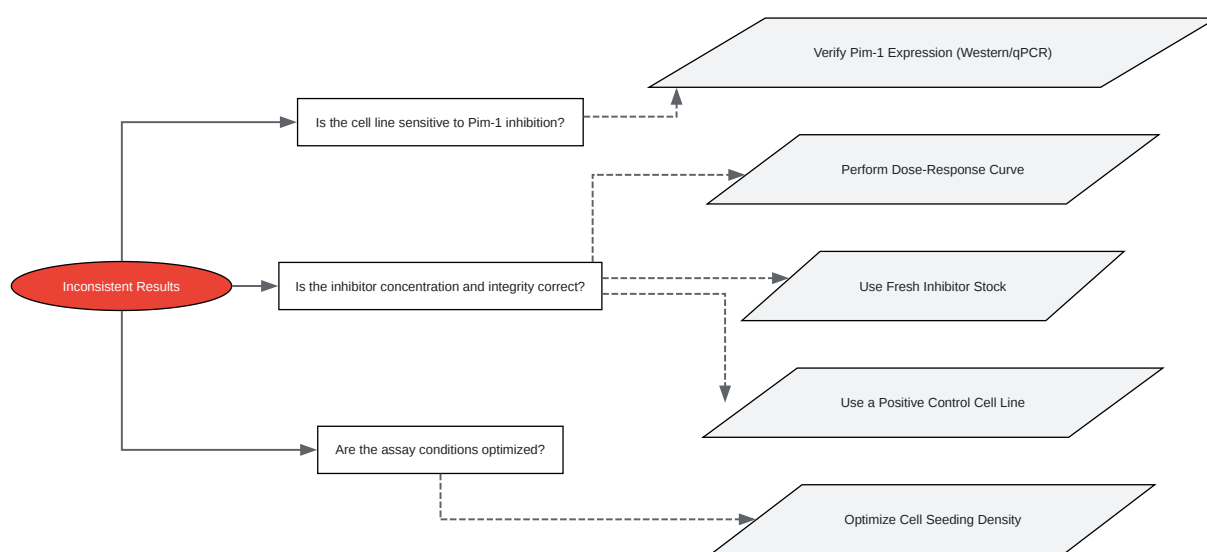 Verify Pim-1 Expression (Western/qPCR)
Is the cell line sensitive to Pim-1 inhibition?
Perform Dose-Response Curve
Inconsistent Results
Is the inhibitor concentration and integrity correct?
Use Fresh Inhibitor Stock
Use a Positive Control Cell Line
Are the assay conditions optimized?
Optimize Cell Seeding Density